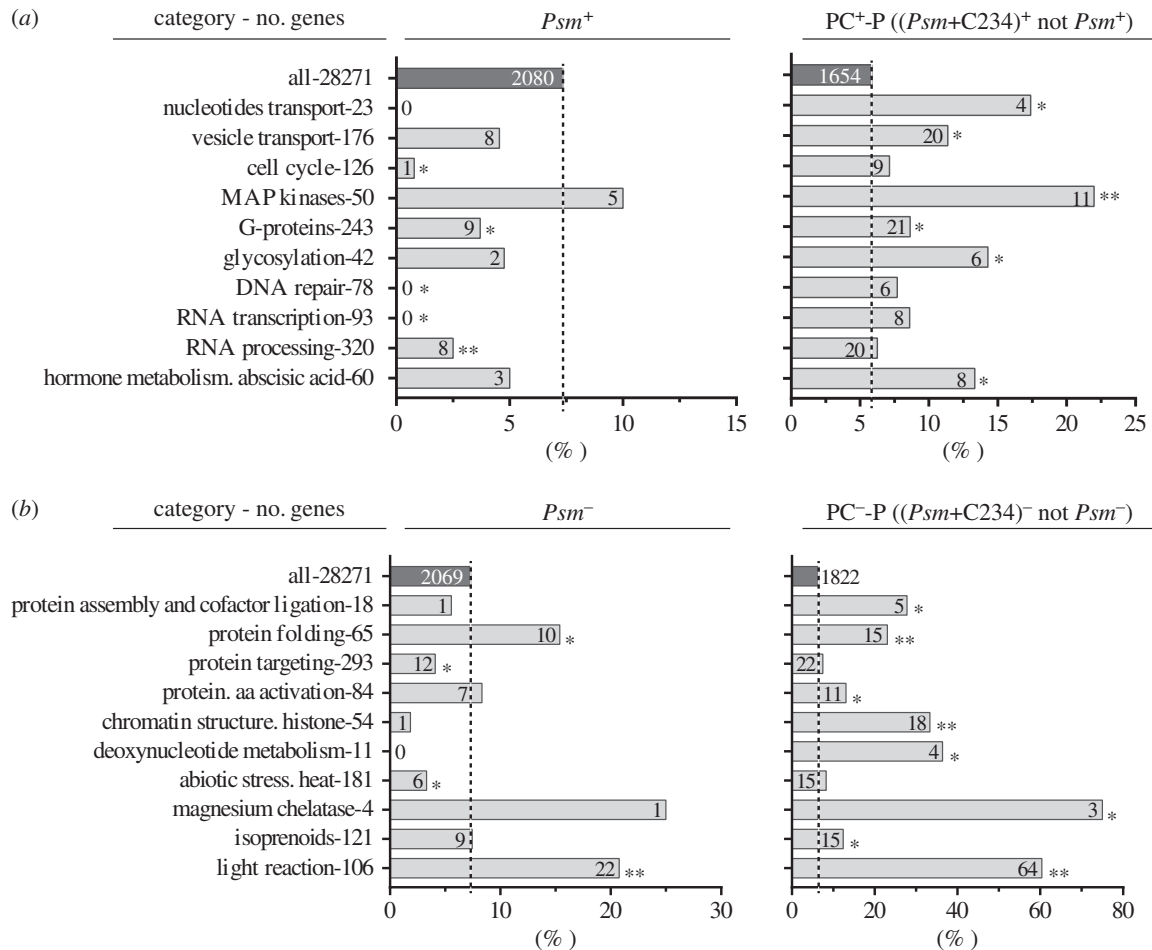 (a) category - no. genes Psm⁺ PC⁺-P ((Psm+C234)⁺ not Psm⁺)
all-28271 2080 1654
nucleotides transport-23 0 4 *
vesicle transport-176 8 20 *
cell cycle-126 1 * 9
MAP kinases-50 5 11 **
G-proteins-243 9 * 21 *
glycosylation-42 2 6 *
DNA repair-78 0 * 6
RNA transcription-93 0 * 8
RNA processing-320 8 ** 20
hormone metabolism. abscisic acid-60 3 8 *
0 5 10 15 0 5 10 15 20 25
(% ) (% )
(b) category - no. genes Psm⁻ PC⁻-P ((Psm+C234)⁻ not Psm⁻)
all-28271 2069 1822
protein assembly and cofactor ligation-18 1 5 *
protein folding-65 10 * 15 **
protein targeting-293 12 * 22
protein. aa activation-84 7 11 *
chromatin structure. histone-54 1 18 **
deoxynucleotide metabolism-11 0 4 *
abiotic stress. heat-181 6 * 15
magnesium chelatase-4 1 3 *
isoprenoids-121 9 15 *
light reaction-106 22 ** 64 **
0 10 20 30 0 20 40 60 80
(% ) (% )